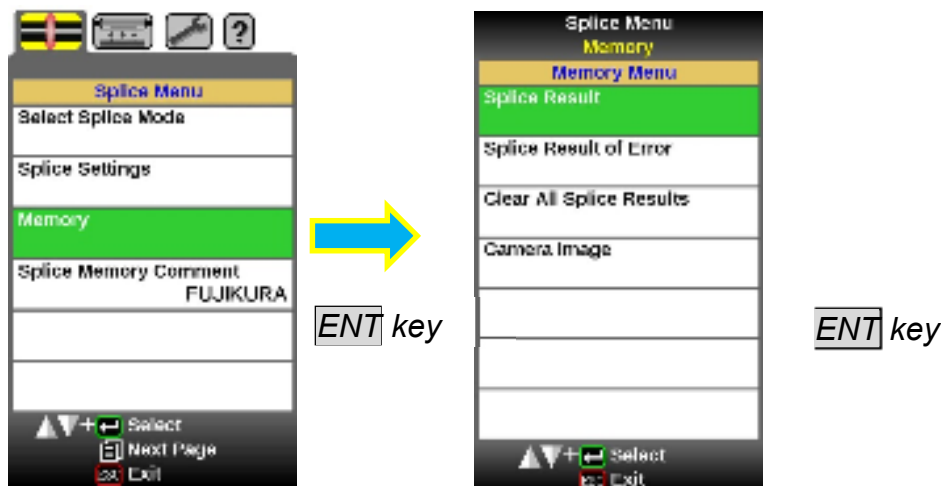 ?
Splice Menu
Select Splice Mode
Splice Settings
Memory
Splice Memory Comment
FUJIKURA
+ Select
Next Page
ESC Exit
ENT key
Splice Menu
Memory
Memory Menu
Splice Result
Splice Result of Error
Clear All Splice Results
Camera Image
+ Select
ESC Exit
ENT key